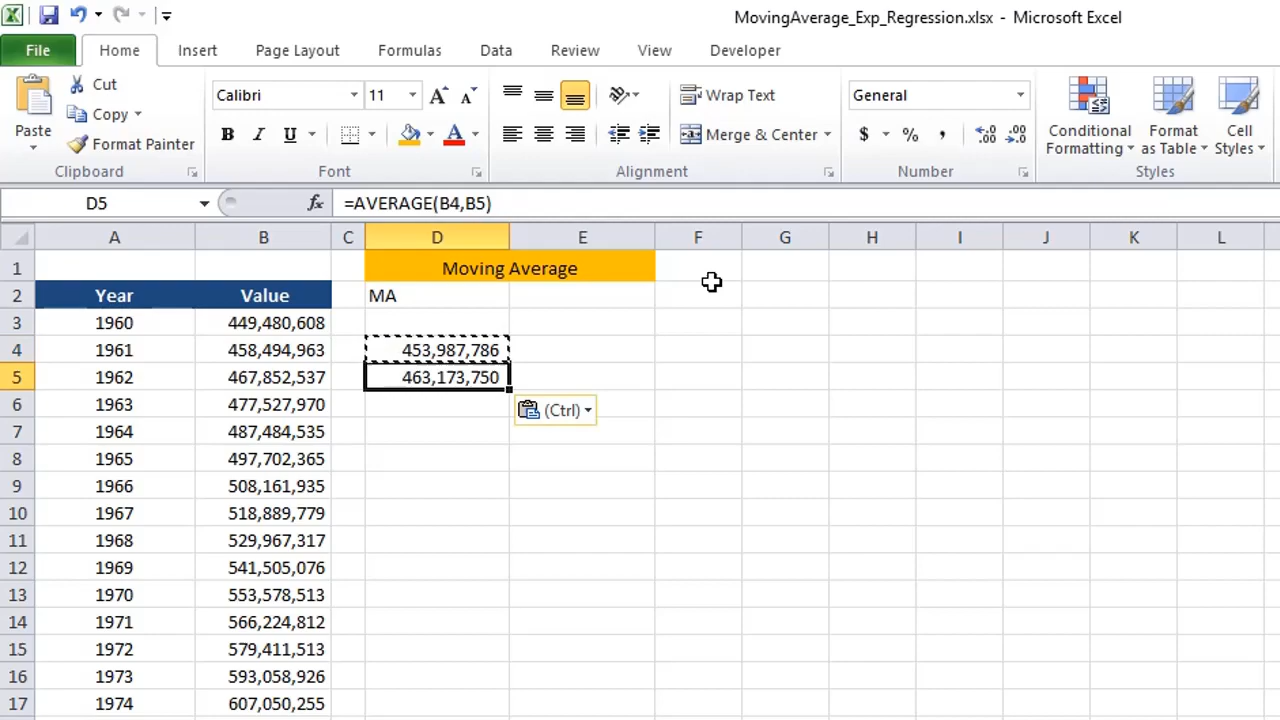 MovingAverage_Exp_Regression.xlsx - Microsoft Excel
File Home Insert Page Layout Formulas Data Review View Developer
Paste
Cut
Copy
Format Painter
Clipboard
Calibri 11
B I U A
Font
Wrap Text
Merge & Center
Alignment
General
$ % ,
Number
Conditional Formatting
Format as Table
Cell Styles
Styles
D5 fx =AVERAGE(B4,B5)
A B C D E F G H I J K L
1 Moving Average
2 Year Value MA
3 1960 449,480,608
4 1961 458,494,963 453,987,786
5 1962 467,852,537 463,173,750
6 1963 477,527,970 (Ctrl)
7 1964 487,484,535
8 1965 497,702,365
9 1966 508,161,935
10 1967 518,889,779
11 1968 529,967,317
12 1969 541,505,076
13 1970 553,578,513
14 1971 566,224,812
15 1972 579,411,513
16 1973 593,058,926
17 1974 607,050,255